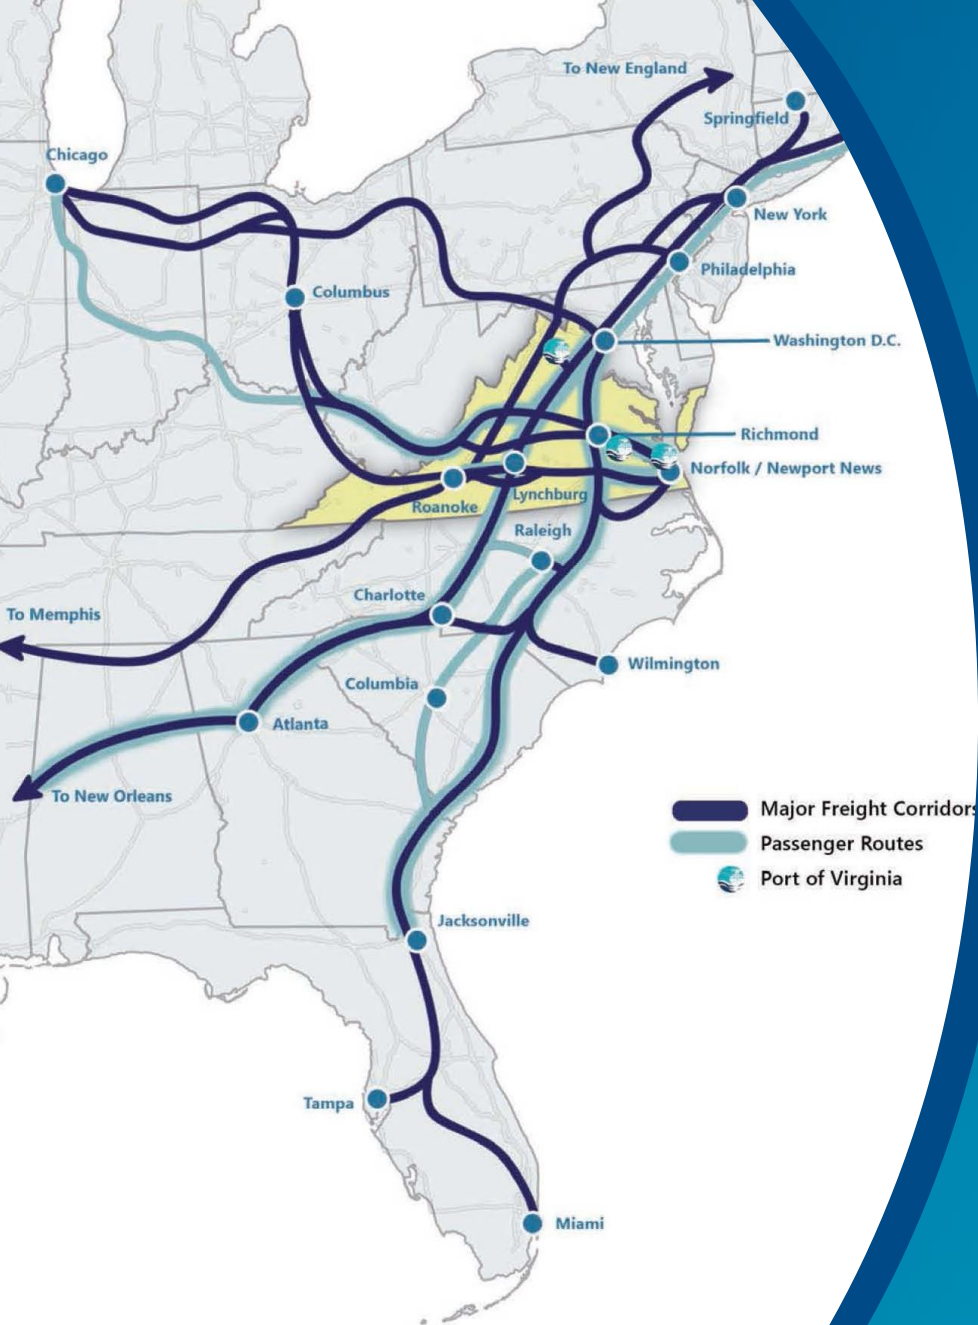 To New England
Springfield
Chicago
New York
Philadelphia
Columbus
Washington D.C.
Richmond
Norfolk / Newport News
Lynchburg
Roanoke
Raleigh
Charlotte
To Memphis
Wilmington
Columbia
Atlanta
To New Orleans
Major Freight Corridors
Passenger Routes
Port of Virginia
Jacksonville
Tampa
Miami